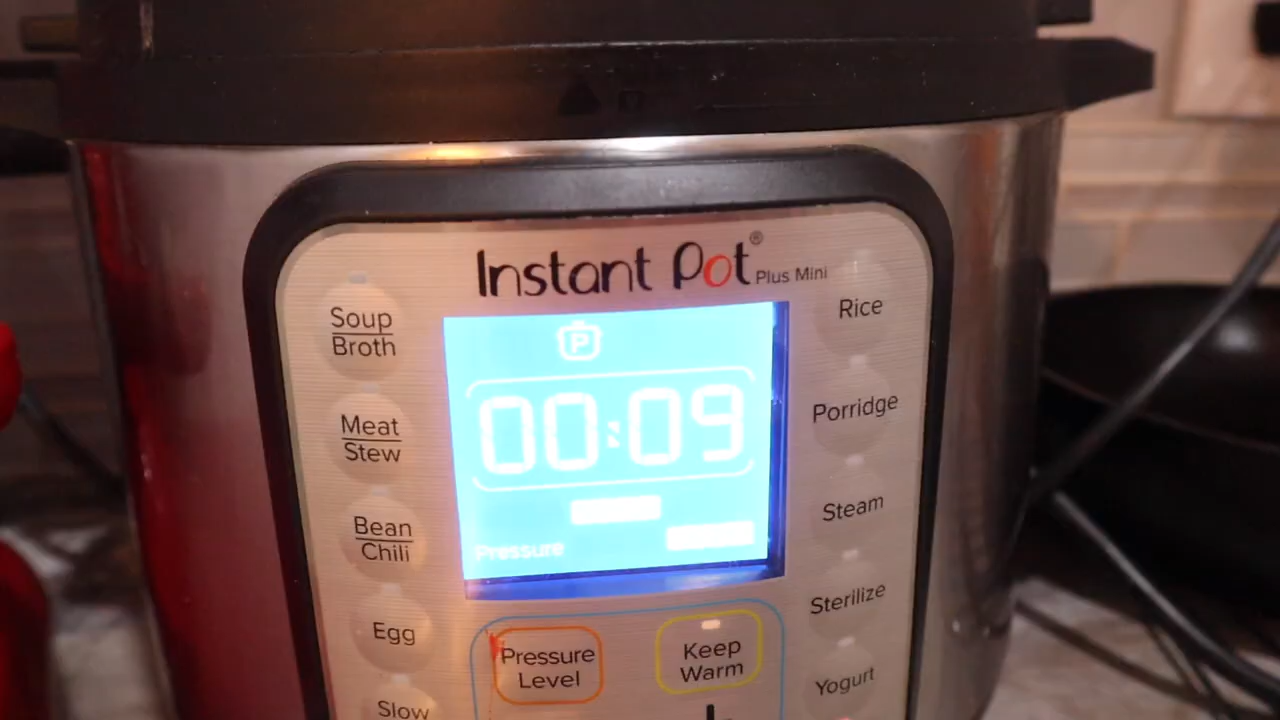 Instant Pot® Plus Mini
Soup
Broth
Meat
Stew
Bean
Chili
Egg
Slow
P
00:09
Pressure
Rice
Porridge
Steam
Sterilize
Yogurt
Pressure
Level
Keep
Warm